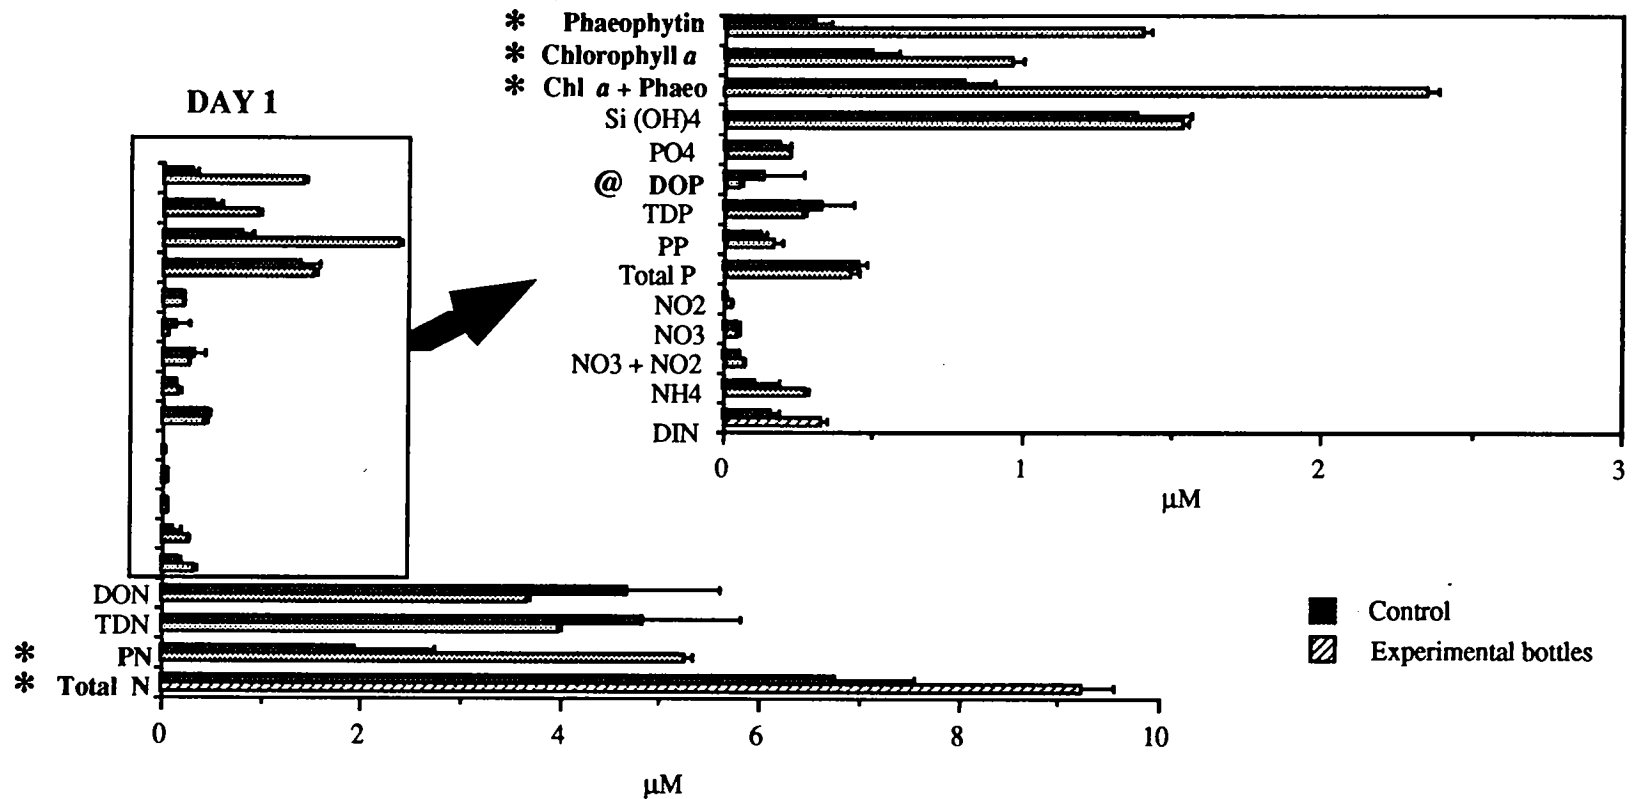 * Phaeophytin
* Chlorophyll a
* Chl a + Phaeo
Si (OH)4
PO4
@ DOP
TDP
PP
Total P
NO2
NO3
NO3 + NO2
NH4
DIN
0 1 2 3
μM
DAY 1
DON
TDN
* PN
* Total N
0 2 4 6 8 10
μM
Control
Experimental bottles